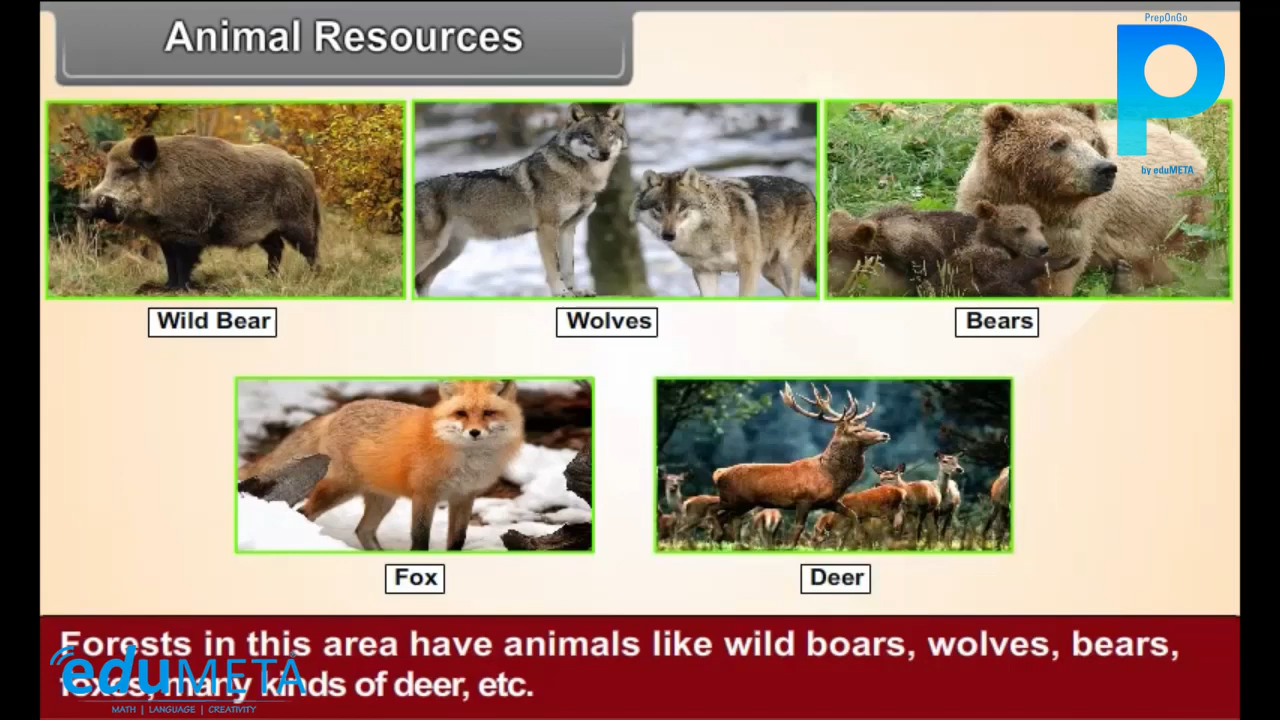 Animal Resources
PrepOnGo
P
by eduMETA
Wild Bear
Wolves
Bears
Fox
Deer
Forests in this area have animals like wild boars, wolves, bears,
foxes, many kinds of deer, etc.
eduMETA
MATH | LANGUAGE | CREATIVITY